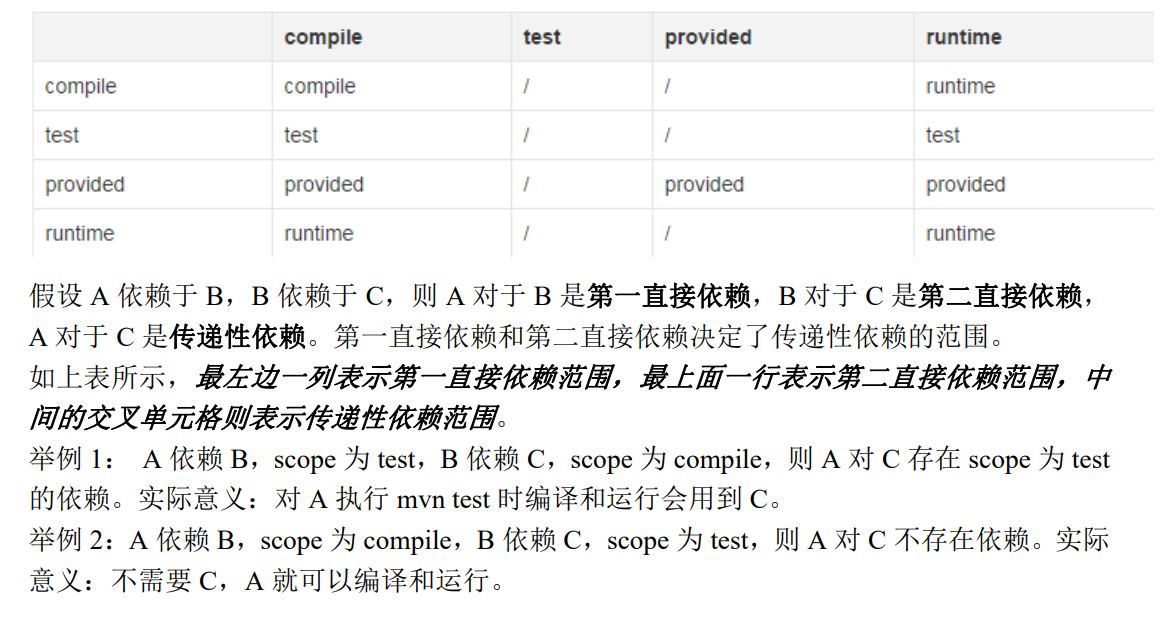 compile test provided runtime
compile compile / / runtime
test test / / test
provided provided / provided provided
runtime runtime / / runtime
假设 A 依赖于 B，B 依赖于 C，则 A 对于 B 是第一直接依赖，B 对于 C 是第二直接依赖，
A 对于 C 是传递性依赖。第一直接依赖和第二直接依赖决定了传递性依赖的范围。
如上表所示，最左边一列表示第一直接依赖范围，最上面一行表示第二直接依赖范围，中
间的交叉单元格则表示传递性依赖范围。
举例 1： A 依赖 B，scope 为 test，B 依赖 C，scope 为 compile，则 A 对 C 存在 scope 为 test
的依赖。实际意义：对 A 执行 mvn test 时编译和运行会用到 C。
举例 2：A 依赖 B，scope 为 compile，B 依赖 C，scope 为 test，则 A 对 C 不存在依赖。实际
意义：不需要 C，A 就可以编译和运行。